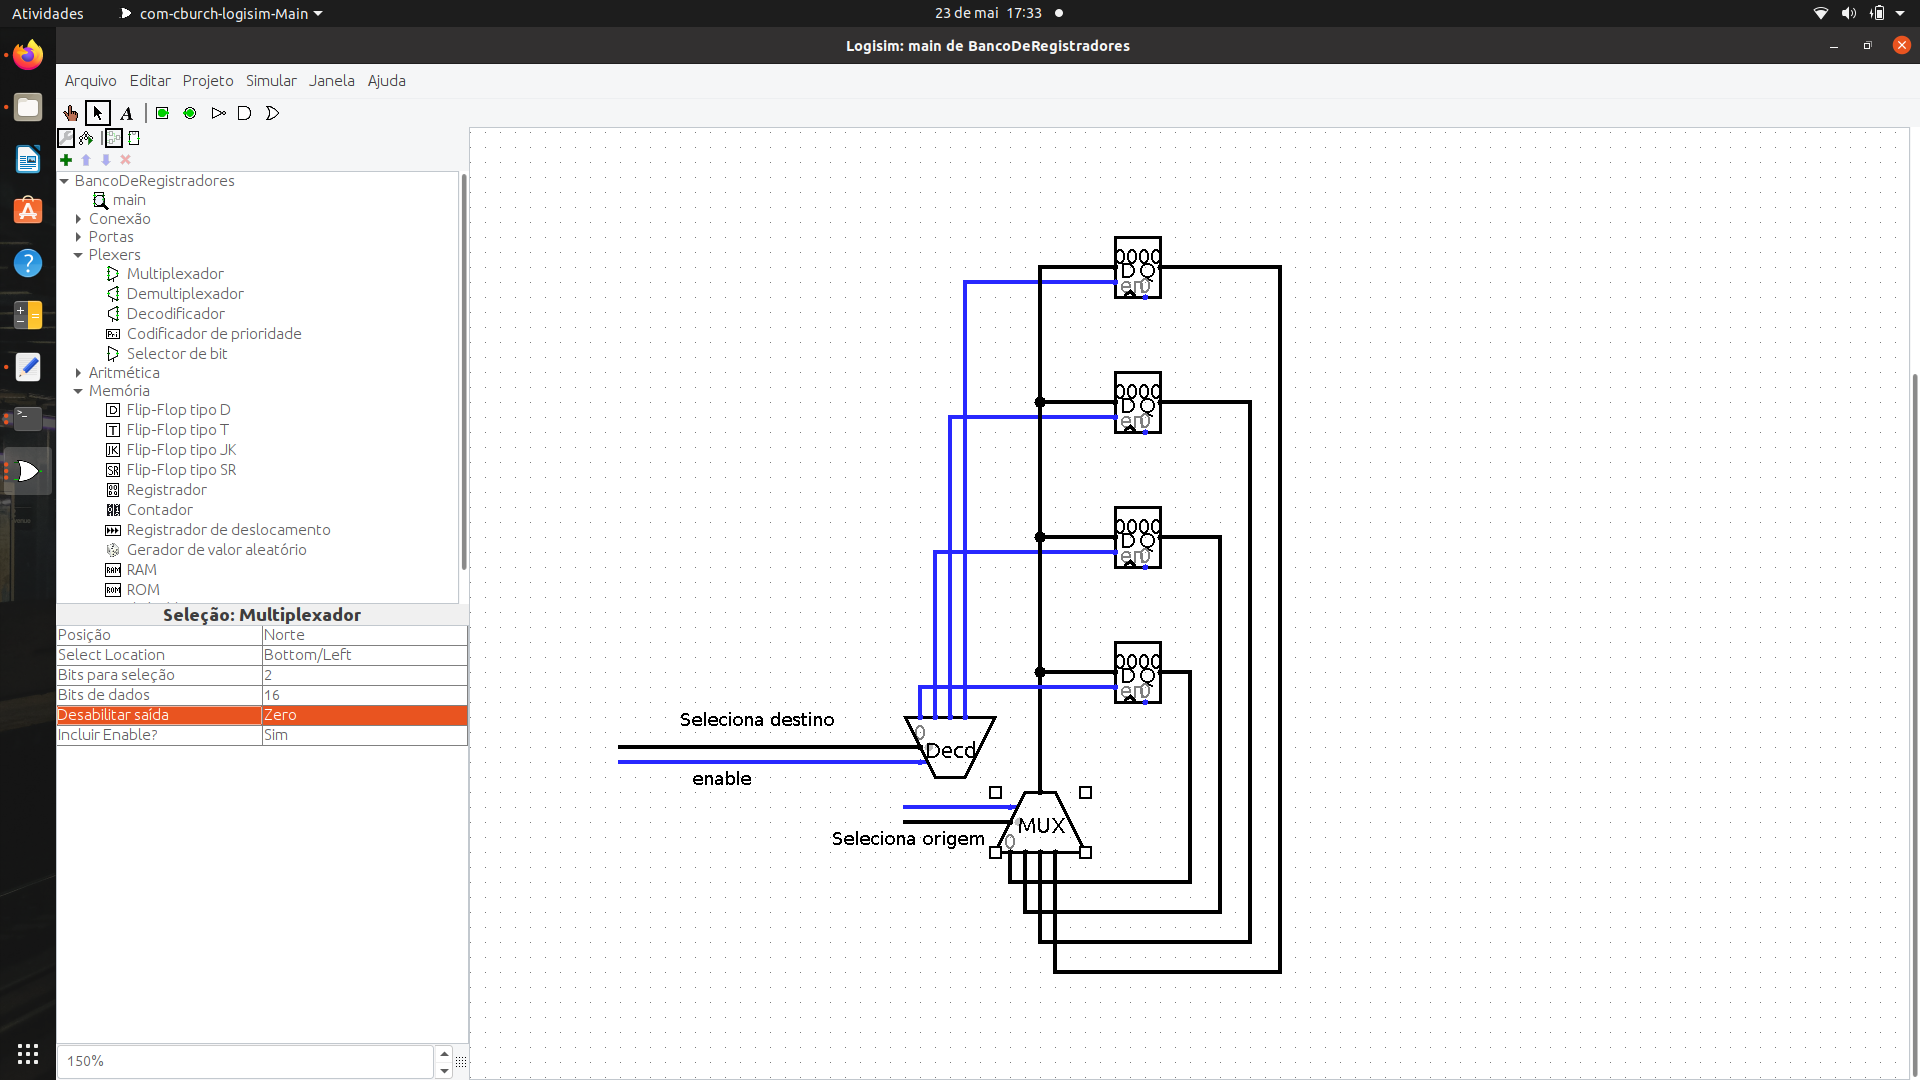 Atividades com-cburch-logisim-Main 23 de mai 17:33
Logisim: main de BancoDeRegistradores
Arquivo Editar Projeto Simular Janela Ajuda
A
BancoDeRegistradores
main
Conexão
Portas
Plexers
Multiplexador
Demultiplexador
Decodificador
Pri Codificador de prioridade
Selector de bit
Aritmética
Memória
D Flip-Flop tipo D
T Flip-Flop tipo T
JK Flip-Flop tipo JK
SR Flip-Flop tipo SR
Registrador
Contador
Registrador de deslocamento
Gerador de valor aleatório
RAM RAM
ROM ROM
Seleção: Multiplexador
Posição Norte
Select Location Bottom/Left
Bits para seleção 2
Bits de dados 16
Desabilitar saída Zero
Incluir Enable? Sim
150%
0000
D Q
en 0
0000
D Q
en 0
0000
D Q
en 0
0000
D Q
en 0
Seleciona destino
0
Decd
enable
MUX
Seleciona origem
0